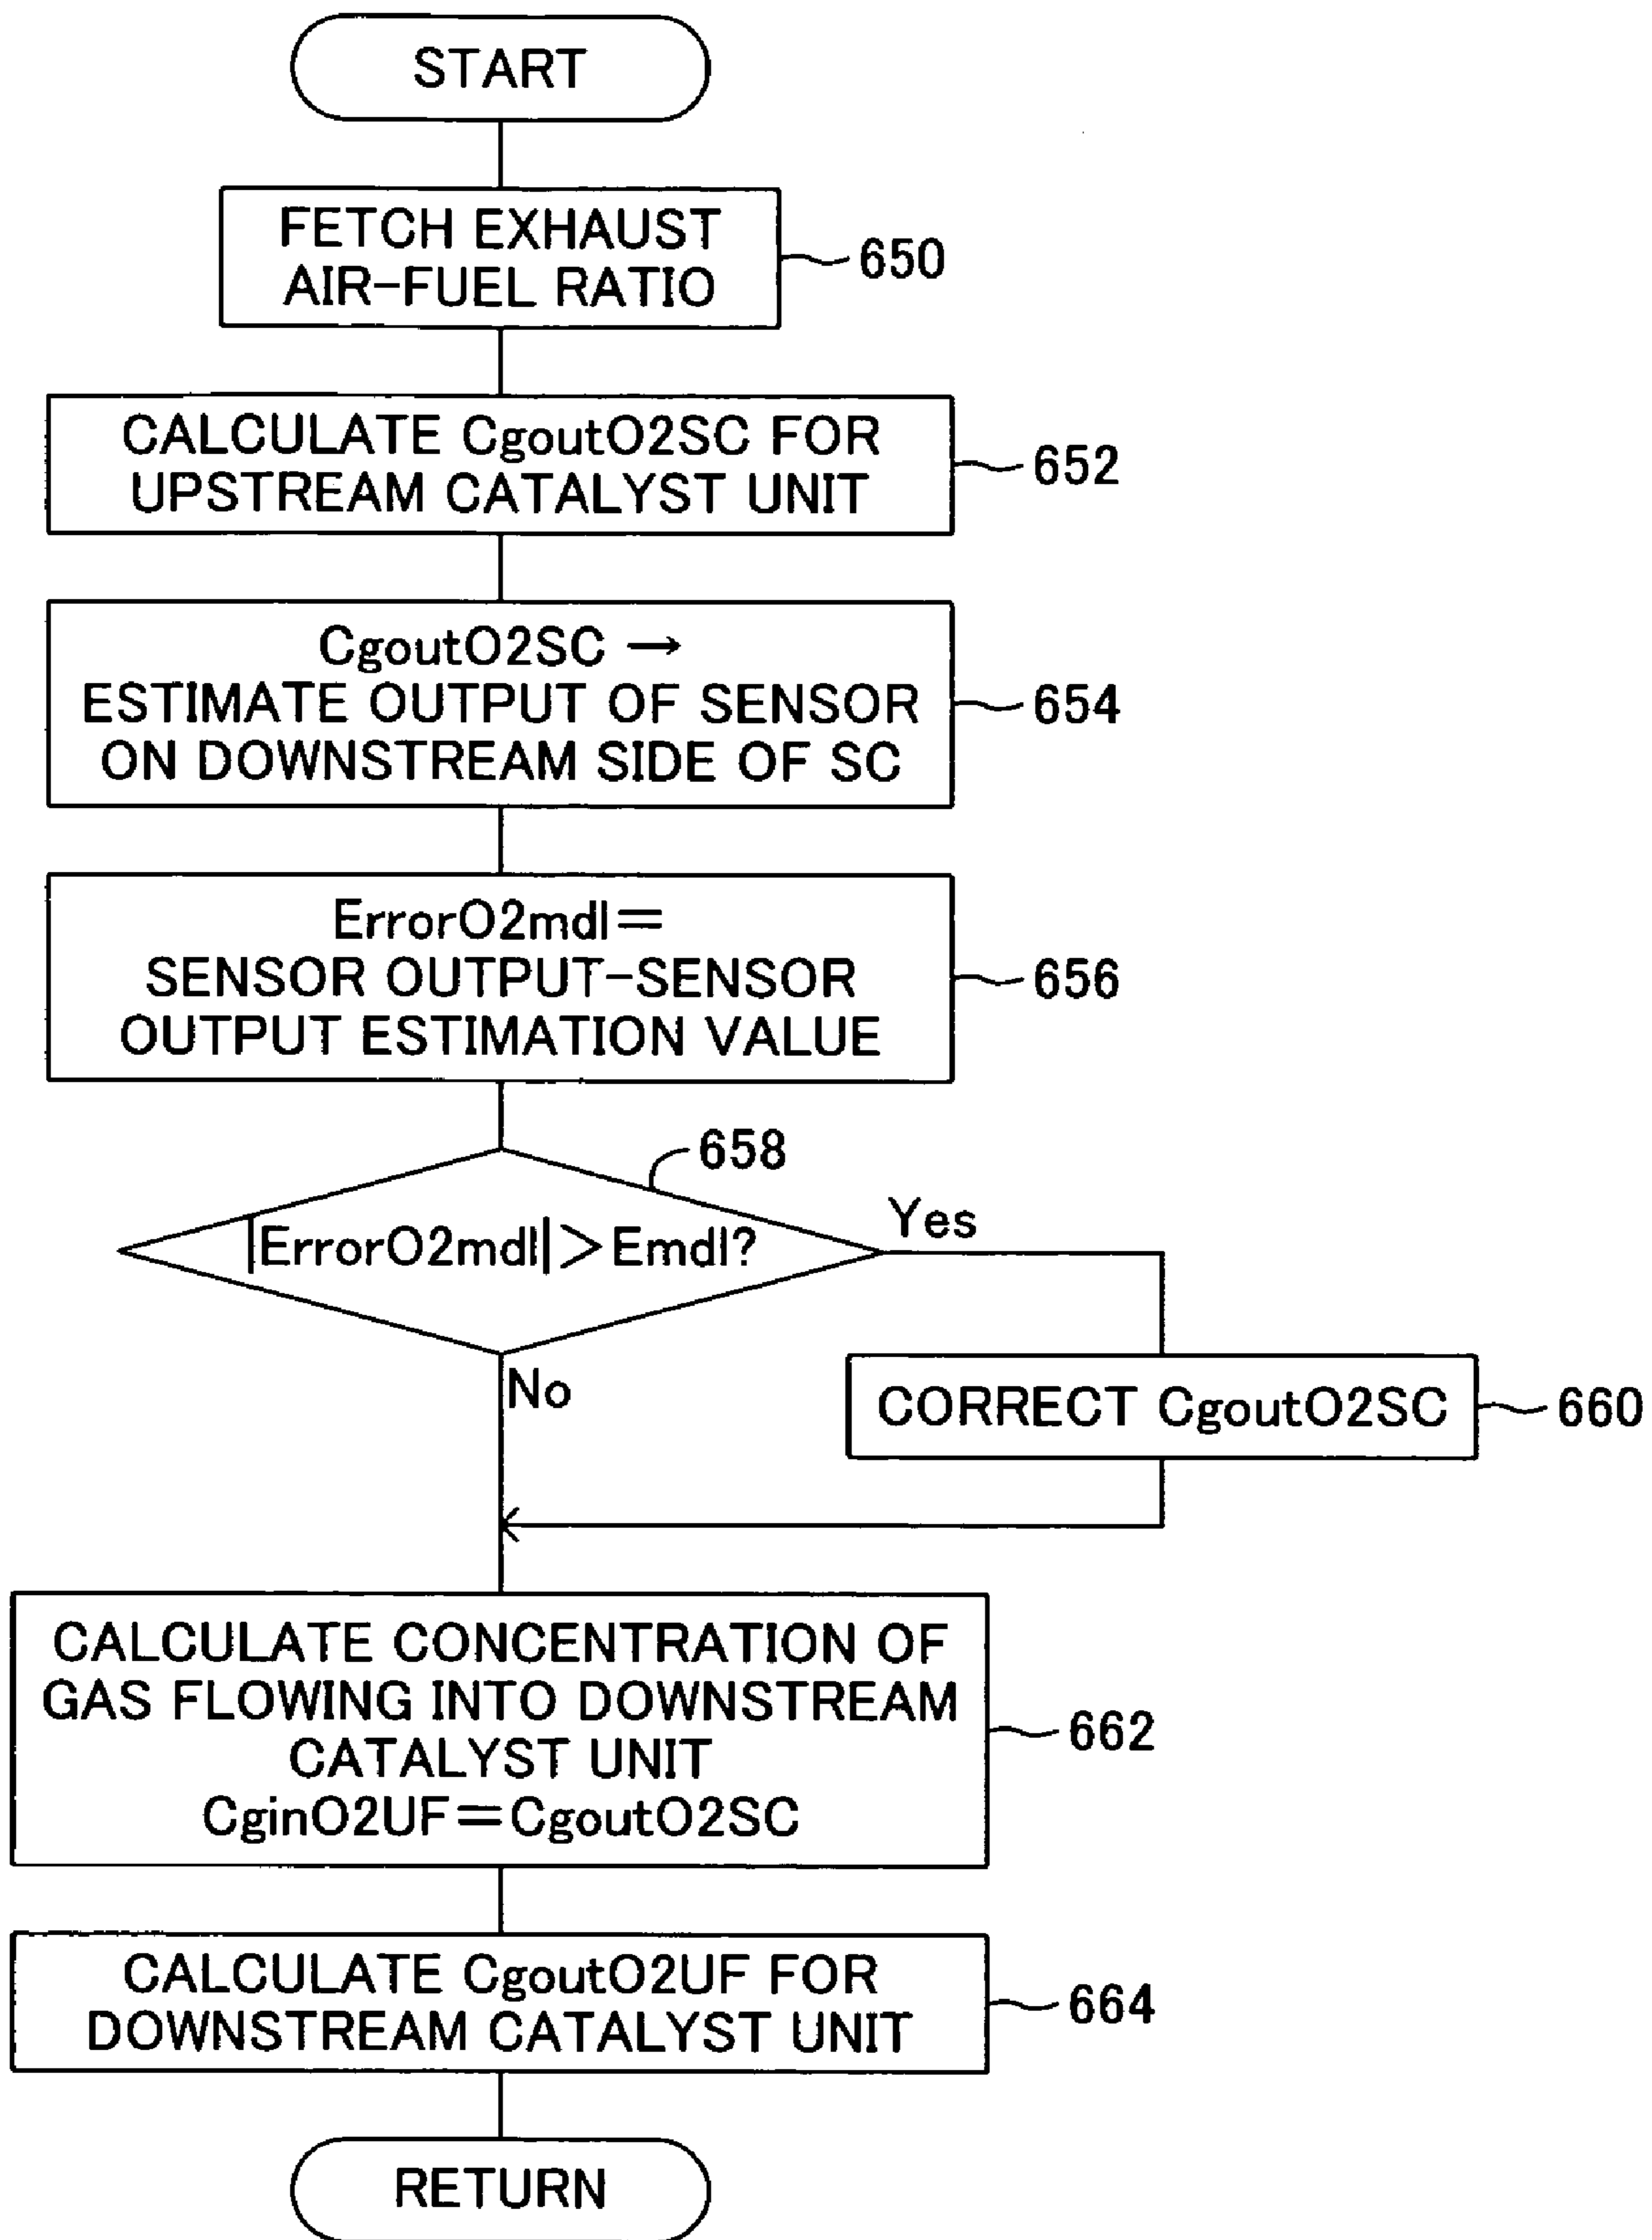 START
FETCH EXHAUST
AIR-FUEL RATIO
650
CALCULATE CgoutO2SC FOR
UPSTREAM CATALYST UNIT
652
CgoutO2SC →
ESTIMATE OUTPUT OF SENSOR
ON DOWNSTREAM SIDE OF SC
654
ErrorO2mdl=
SENSOR OUTPUT-SENSOR
OUTPUT ESTIMATION VALUE
656
658
|ErrorO2mdl|>Emdl?
Yes
No
CORRECT CgoutO2SC
660
CALCULATE CONCENTRATION OF
GAS FLOWING INTO DOWNSTREAM
CATALYST UNIT
CginO2UF=CgoutO2SC
662
CALCULATE CgoutO2UF FOR
DOWNSTREAM CATALYST UNIT
664
RETURN